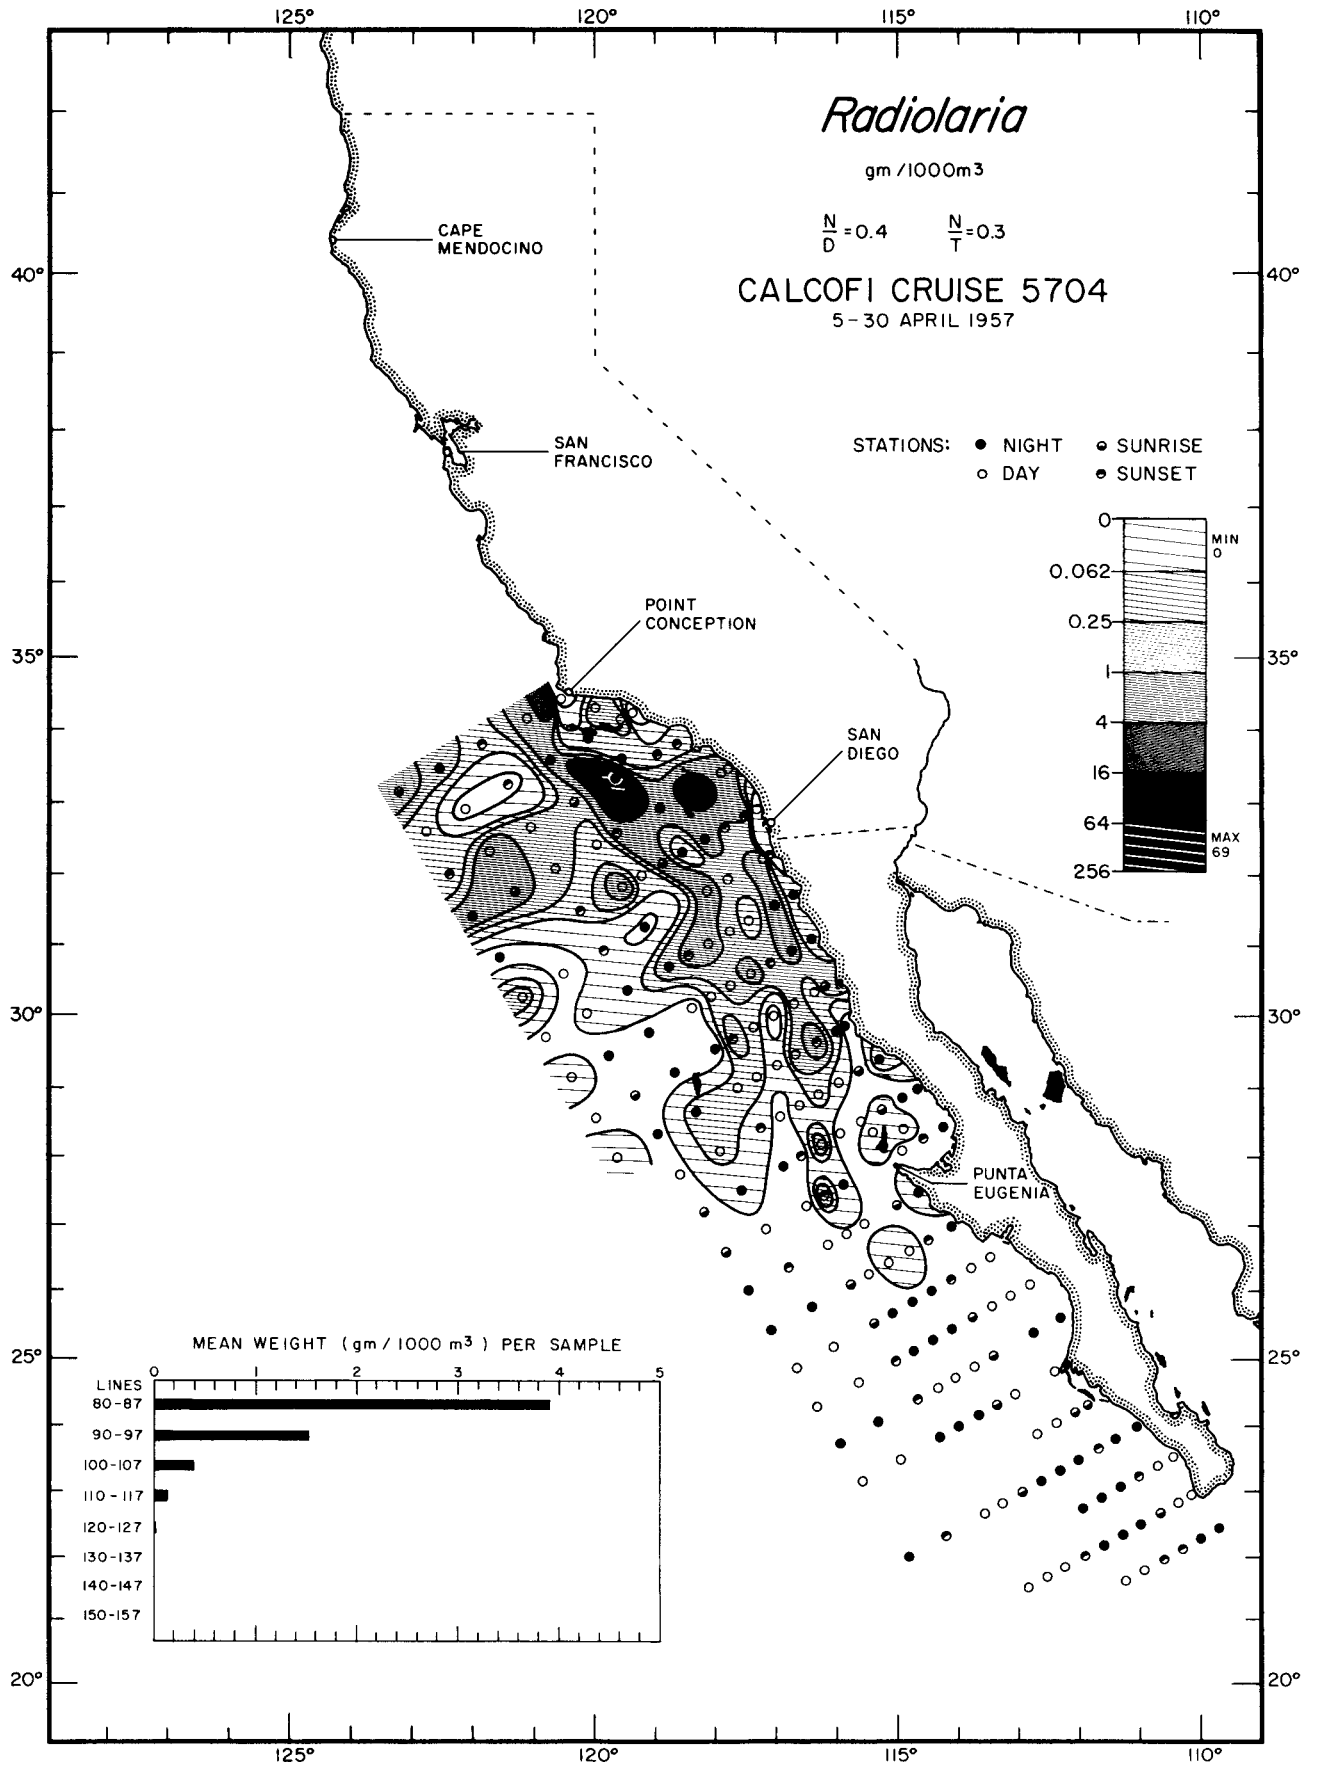 125° 120° 115° 110°
Radiolaria
gm/1000m³
N/D =0.4 N/T =0.3
CALCOFI CRUISE 5704
5-30 APRIL 1957
CAPE
MENDOCINO
40° 40°
SAN
FRANCISCO
STATIONS: ● NIGHT ◒ SUNRISE
○ DAY ◓ SUNSET
0
MIN
0
0.062
0.25
1
4
16
64
MAX
69
256
POINT
CONCEPTION
35° 35°
SAN
DIEGO
30° 30°
PUNTA
EUGENIA
25° 25°
MEAN WEIGHT (gm/1000 m³) PER SAMPLE
0 1 2 3 4 5
LINES
80-87
90-97
100-107
110-117
120-127
130-137
140-147
150-157
20° 20°
125° 120° 115° 110°